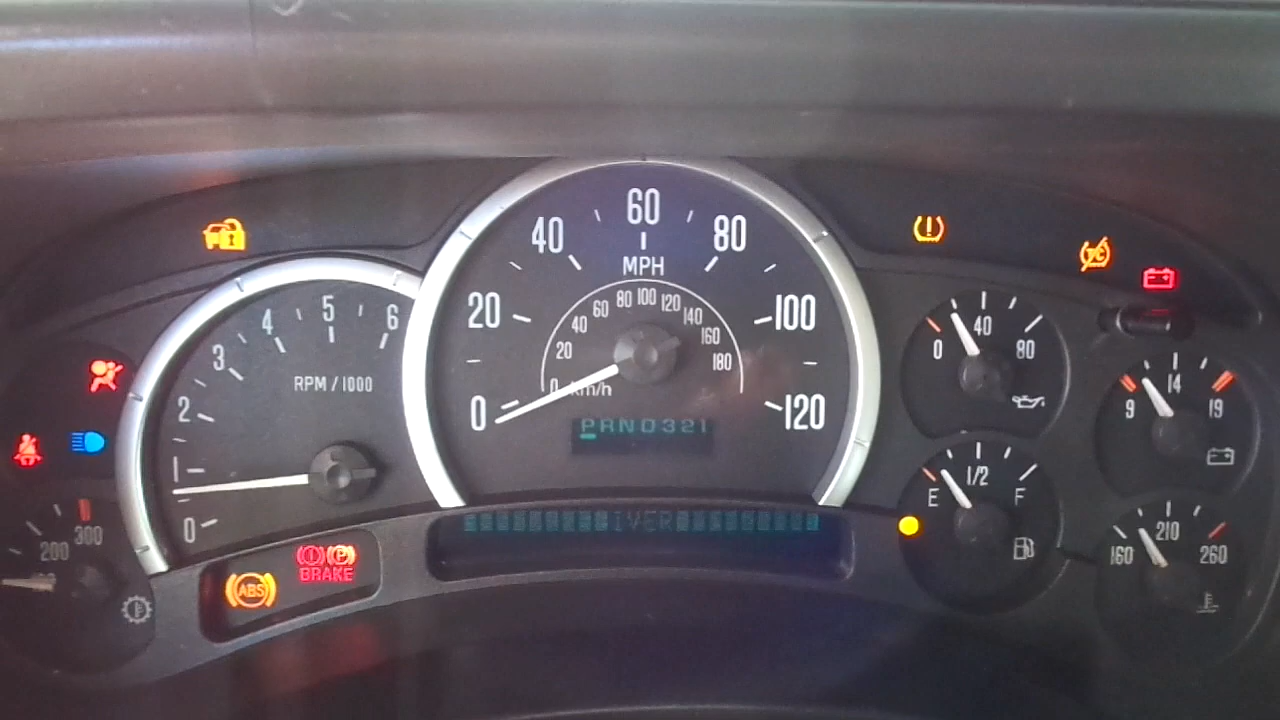 60
40 80
MPH
20 100
80 100 120
60 140
40 160
20 180
0 km/h
0 120
PRND321
IVER
5
4 6
3
RPM / 1000
2
1
0
300
200
ABS
BRAKE
TC
40
0 80
14
9 19
1/2
E F
210
160 260